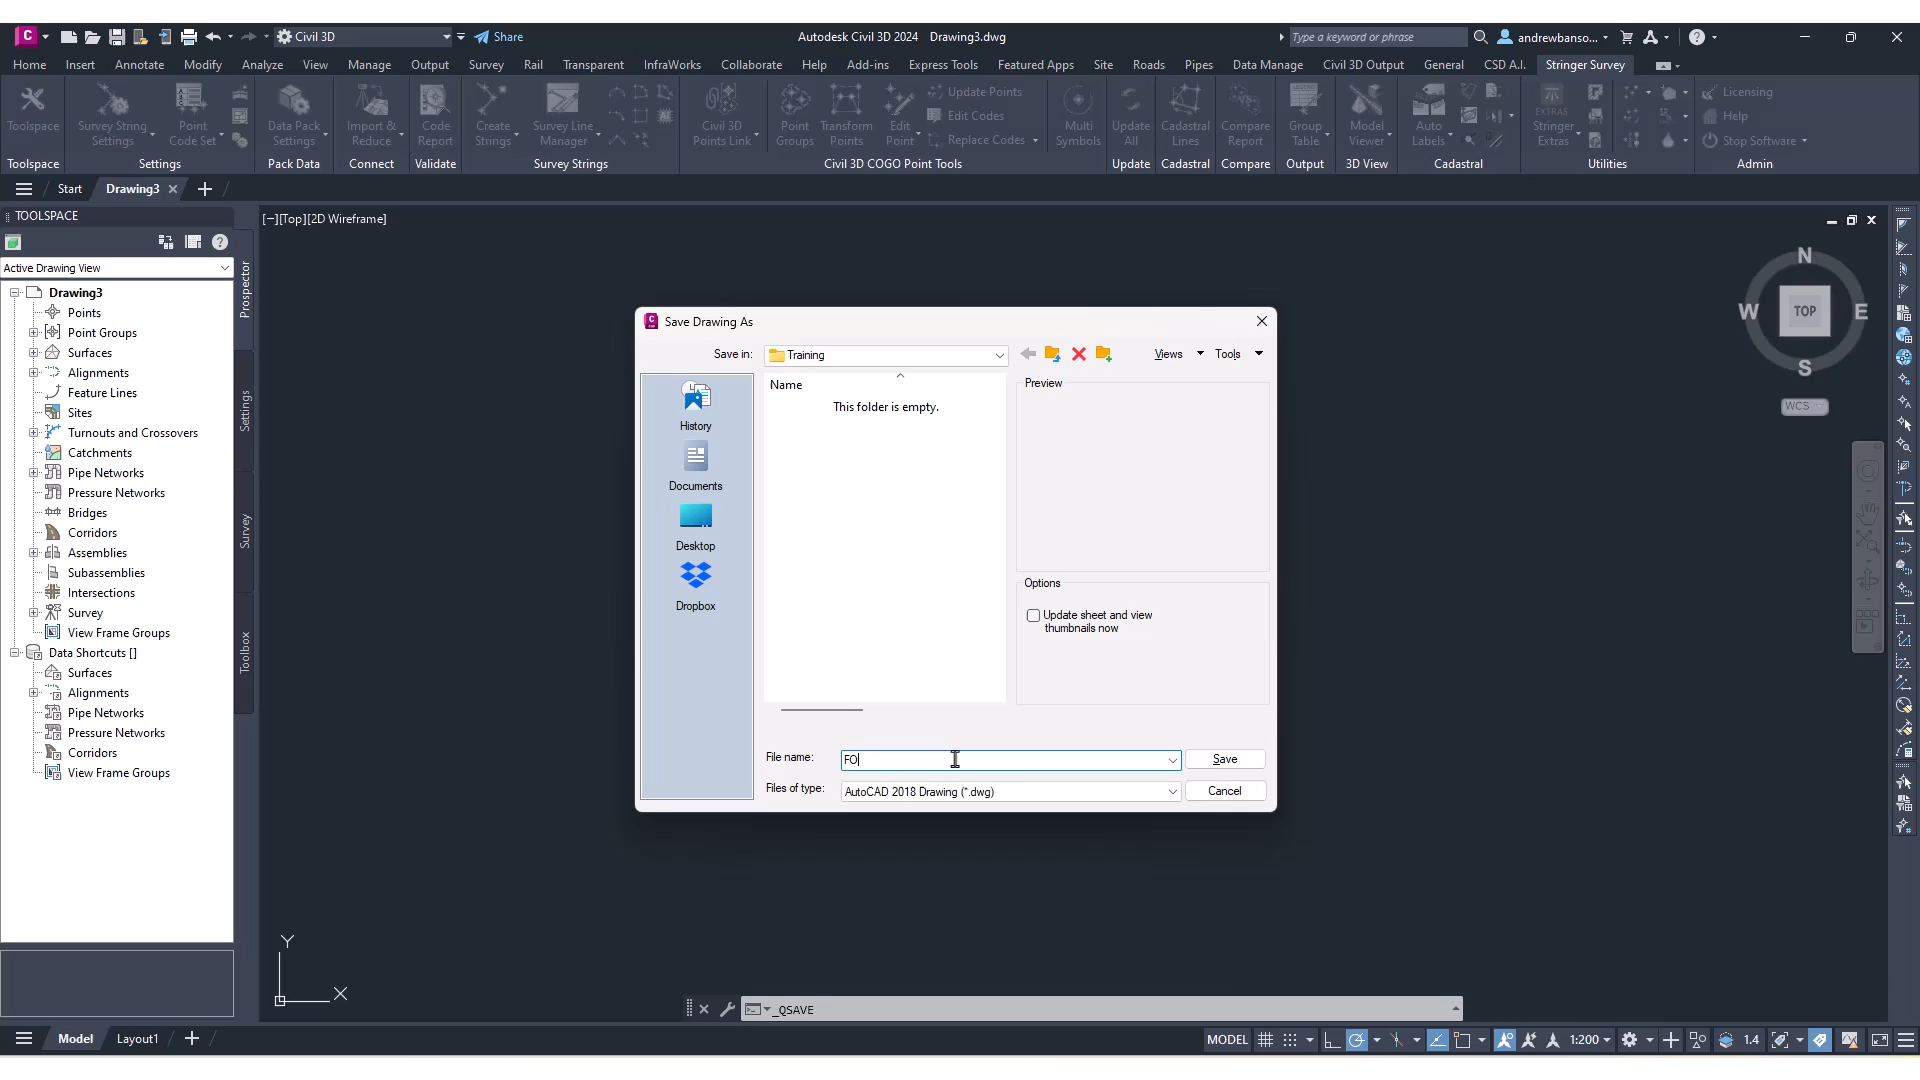 C
Civil 3D
Share
Autodesk Civil 3D 2024 Drawing3.dwg
Type a keyword or phrase
andrewbanso...
Home Insert Annotate Modify Analyze View Manage Output Survey Rail Transparent InfraWorks Collaborate Help Add-ins Express Tools Featured Apps Site Roads Pipes Data Manage Civil 3D Output General CSD A.I. Stringer Survey
Toolspace
Survey String
Settings
Point
Code Set
Data Pack
Settings
Import &
Reduce
Code
Report
Create
Strings
Survey Line
Manager
Civil 3D
Points Link
Point
Groups
Transform
Points
Edit
Point
Update Points
Edit Codes
Replace Codes
Multi
Symbols
Update
All
Cadastral
Lines
Compare
Report
Group
Table
Model
Viewer
Auto
Labels
EXTRAS
Stringer
Extras
Licensing
Help
Stop Software
Toolspace Settings Pack Data Connect Validate Survey Strings Civil 3D COGO Point Tools Update Cadastral Compare Output 3D View Cadastral Utilities Admin
Start Drawing3
TOOLSPACE
Active Drawing View
Drawing3
Points
Point Groups
Surfaces
Alignments
Feature Lines
Sites
Turnouts and Crossovers
Catchments
Pipe Networks
Pressure Networks
Bridges
Corridors
Assemblies
Subassemblies
Intersections
Survey
View Frame Groups
Data Shortcuts []
Surfaces
Alignments
Pipe Networks
Pressure Networks
Corridors
View Frame Groups
Prospector
Settings
Survey
Toolbox
[−][Top][2D Wireframe]
N
W TOP E
S
WCS
Save Drawing As
Save in: Training
Views Tools
History
Documents
Desktop
Dropbox
Name
This folder is empty.
Preview
Options
Update sheet and view
thumbnails now
File name: FO
Save
Files of type: AutoCAD 2018 Drawing (*.dwg)
Cancel
Y
X
_QSAVE
Model Layout1
MODEL 1:200 1.4